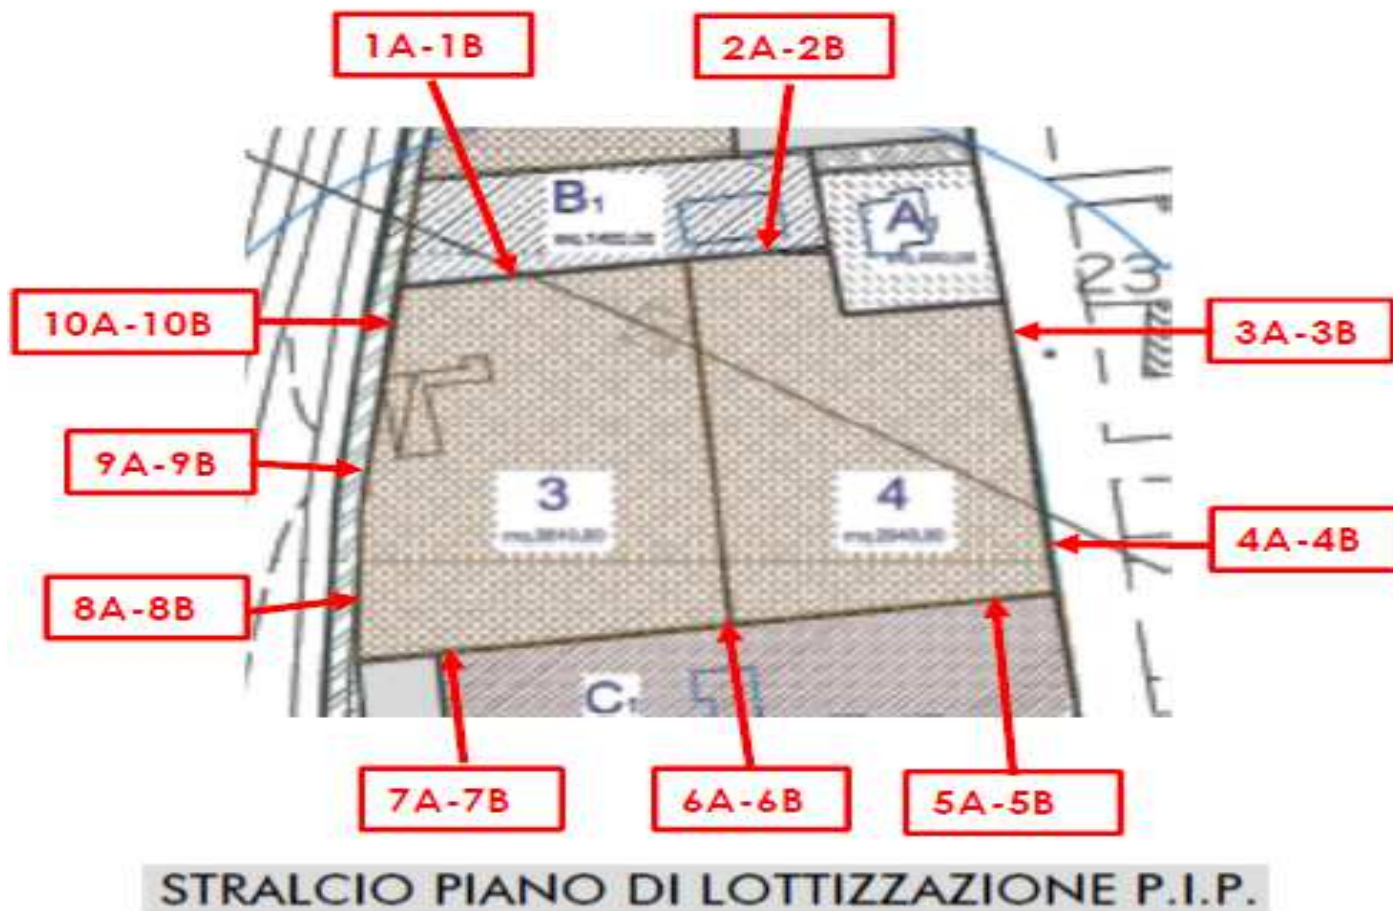 1A-1B
2A-2B
B1
A
23
10A-10B
3A-3B
9A-9B
3
4
4A-4B
8A-8B
C1
7A-7B
6A-6B
5A-5B
STRALCIO PIANO DI LOTTIZZAZIONE P.I.P.